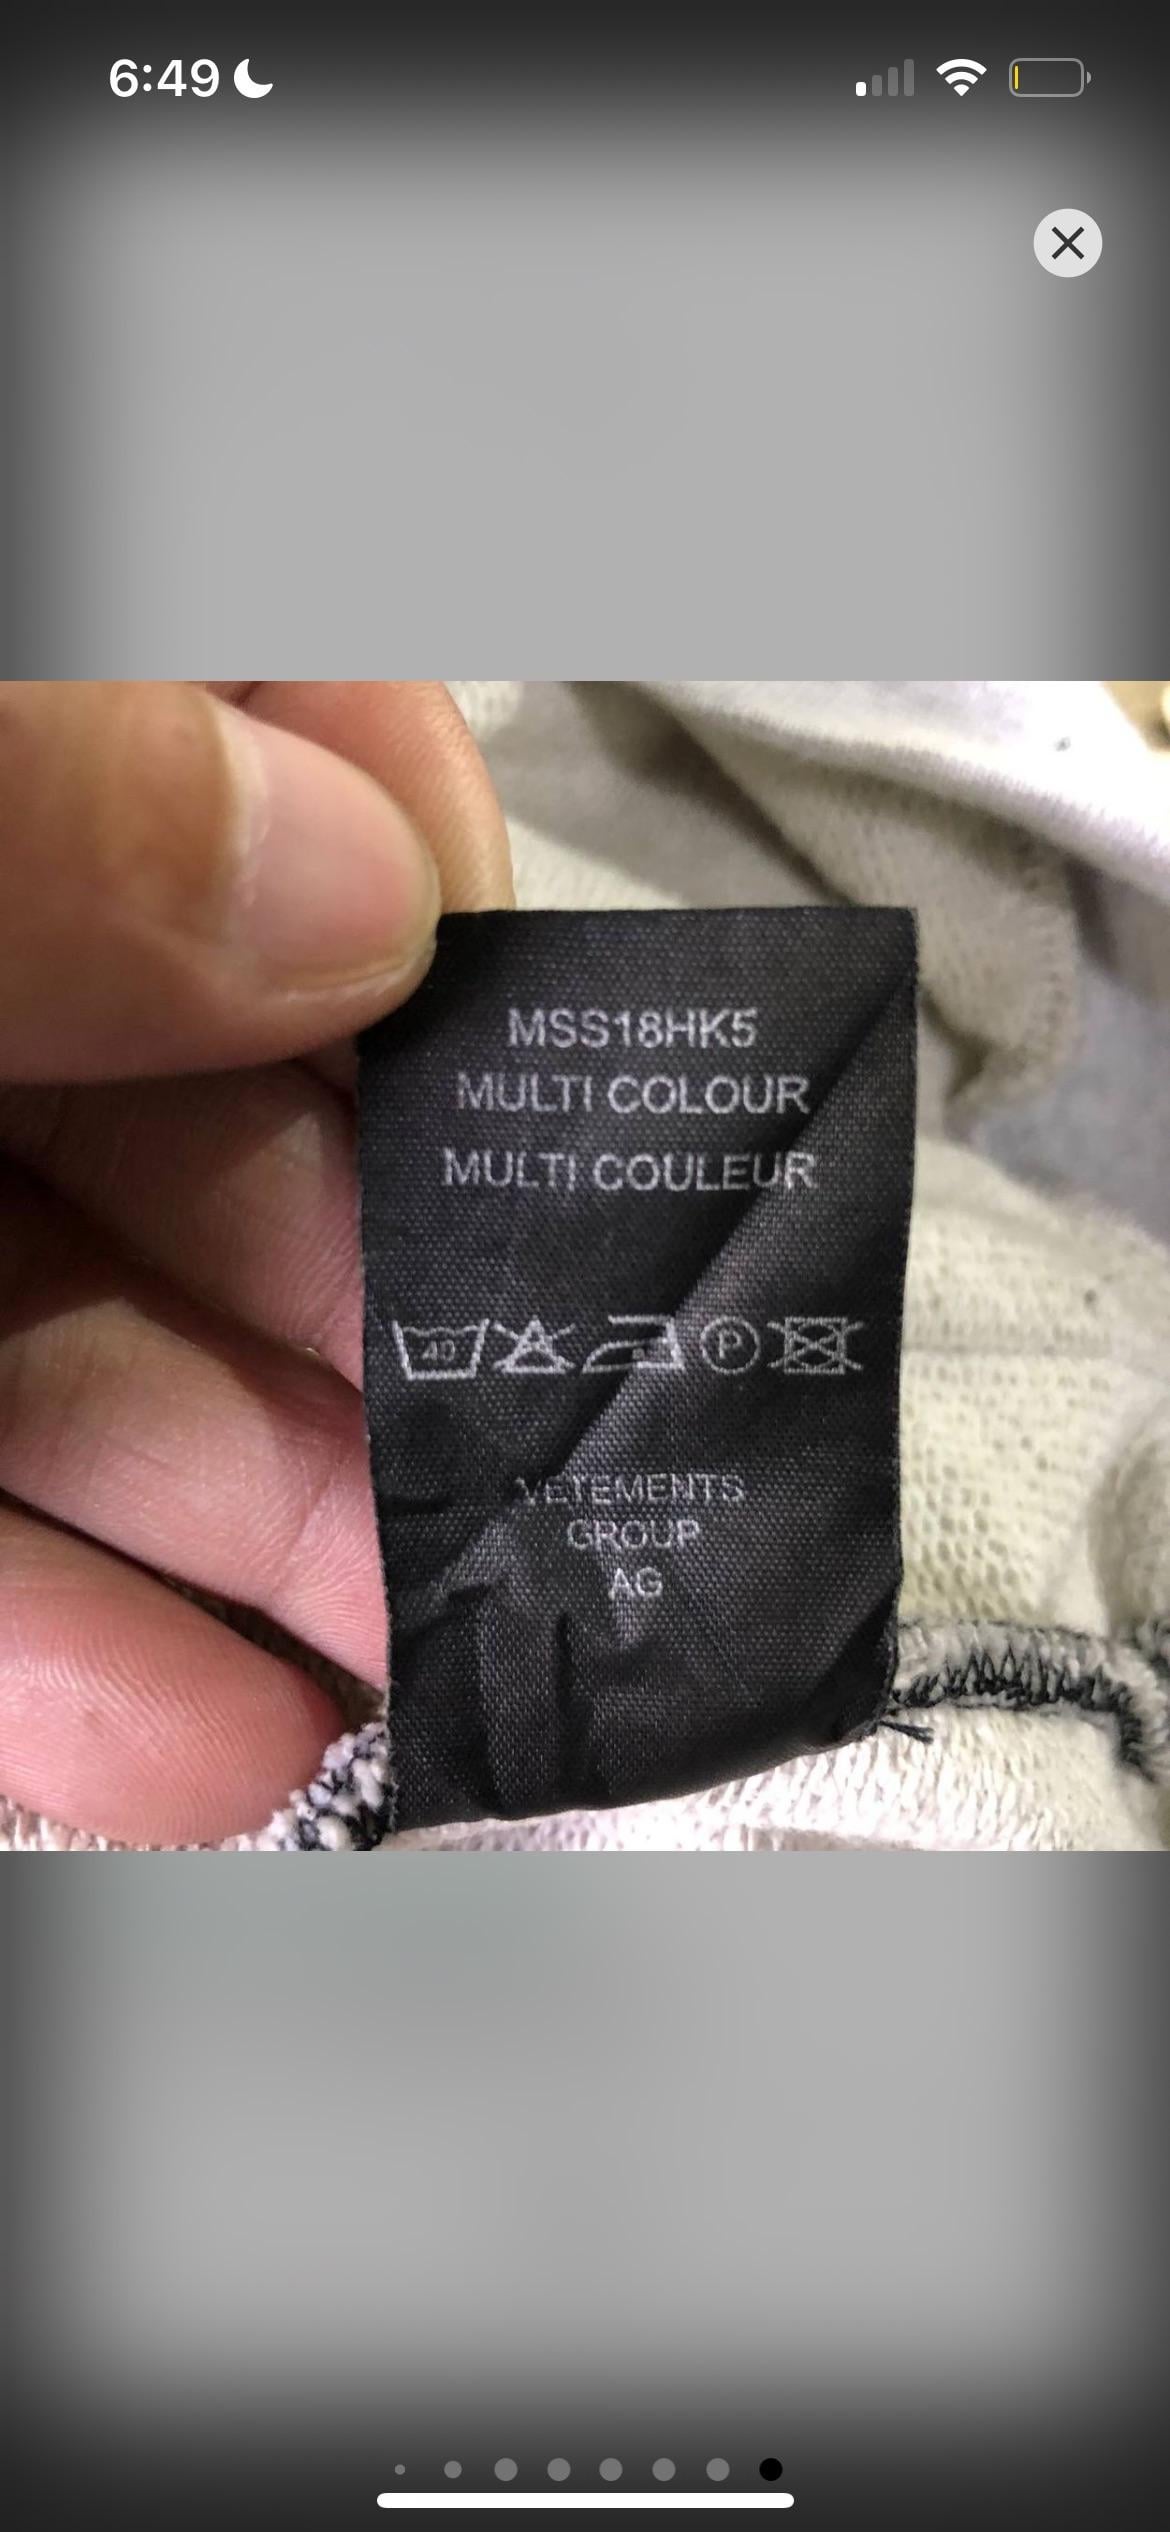 6:49
MSS18HK5
MULTI COLOUR
MULTI COULEUR
40 P
VETEMENTS
GROUP
AG